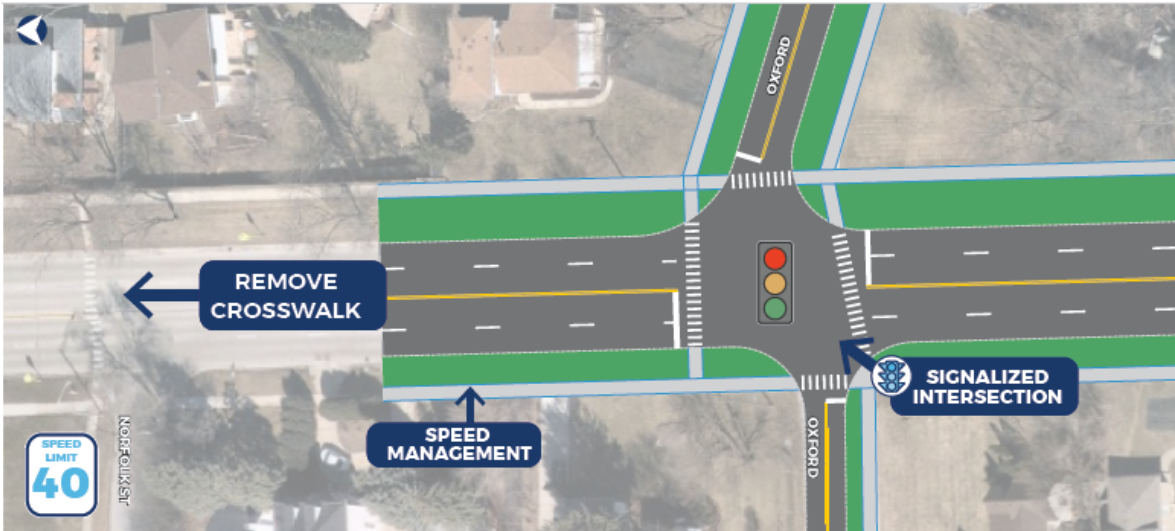 OXFORD
REMOVE
CROSSWALK
SIGNALIZED
INTERSECTION
SPEED
MANAGEMENT
OXFORD
NORFOLK ST
SPEED
LIMIT
40